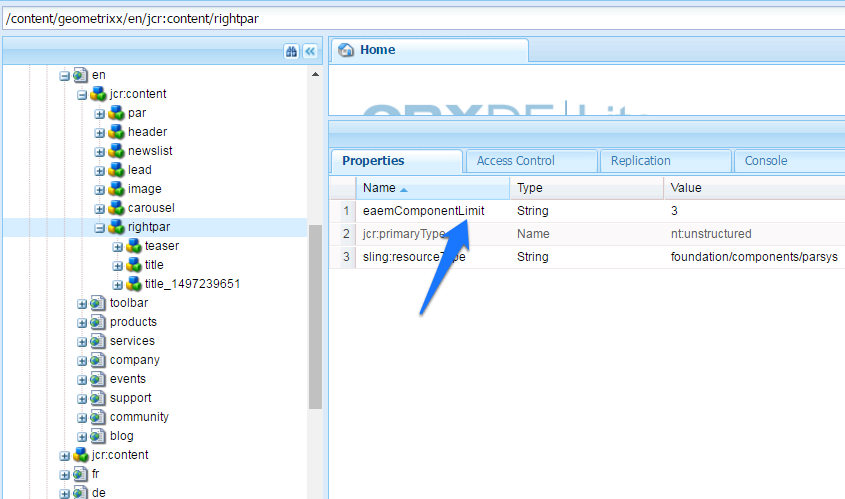 /content/geometrixx/en/jcr:content/rightpar
Home
en
jcr:content
par
header
newslist
lead
image
carousel
rightpar
teaser
title
title_1497239651
toolbar
products
services
company
events
support
community
blog
jcr:content
fr
de
CRXDE | Lite
Properties
Access Control
Replication
Console
Name Type Value
1 eaemComponentLimit String 3
2 jcr:primaryType Name nt:unstructured
3 sling:resourceType String foundation/components/parsys